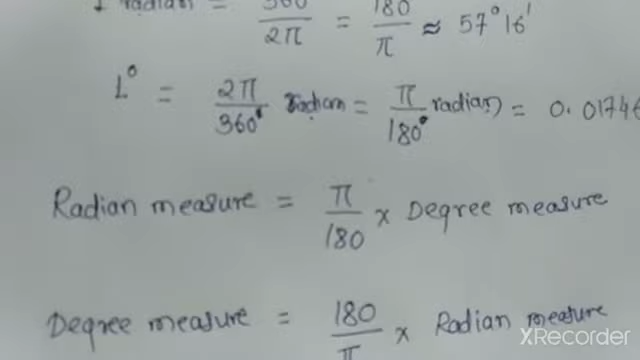 1 radian = 360/2π = 180/π ≈ 57°16'
1° = 2π/360° radian = π/180° radian = 0.01746
Radian measure = π/180 × Degree measure
Degree measure = 180/π × Radian measure
XRecorder